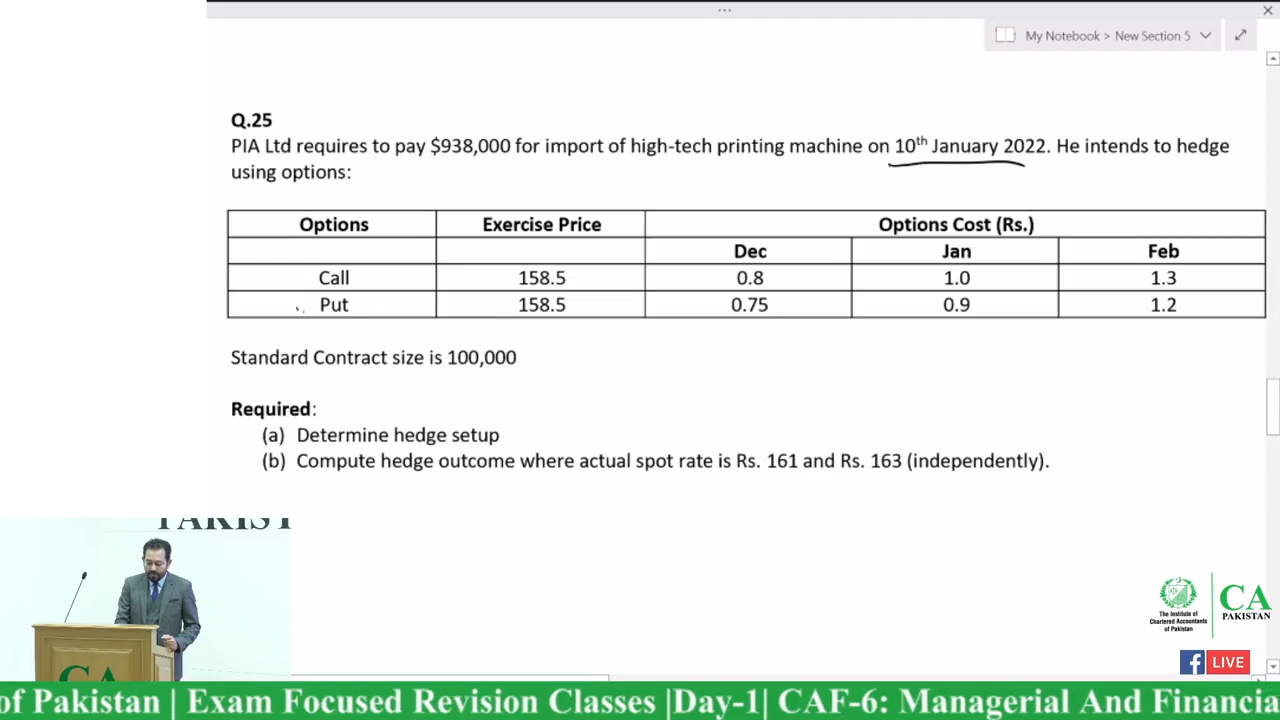 My Notebook > New Section 5
Q.25
PIA Ltd requires to pay $938,000 for import of high-tech printing machine on 10th January 2022. He intends to hedge
using options:
Options Exercise Price Options Cost (Rs.)
Dec Jan Feb
Call 158.5 0.8 1.0 1.3
Put 158.5 0.75 0.9 1.2
Standard Contract size is 100,000
Required:
(a) Determine hedge setup
(b) Compute hedge outcome where actual spot rate is Rs. 161 and Rs. 163 (independently).
PAKIST
CA
The Institute of
Chartered Accountants
of Pakistan
CA
PAKISTAN
f LIVE
of Pakistan | Exam Focused Revision Classes |Day-1| CAF-6: Managerial And Financia